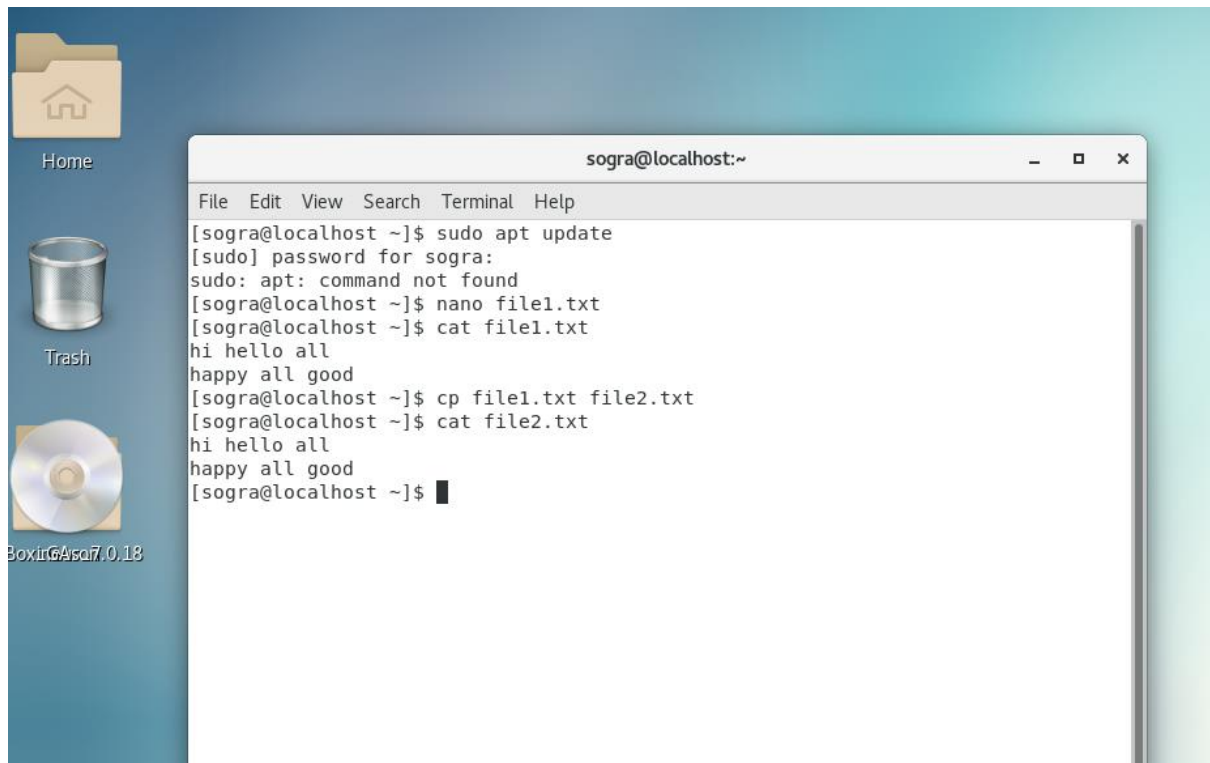 Home
Trash
7.0.18
sogra@localhost:~
File Edit View Search Terminal Help
[sogra@localhost ~]$ sudo apt update
[sudo] password for sogra:
sudo: apt: command not found
[sogra@localhost ~]$ nano file1.txt
[sogra@localhost ~]$ cat file1.txt
hi hello all
happy all good
[sogra@localhost ~]$ cp file1.txt file2.txt
[sogra@localhost ~]$ cat file2.txt
hi hello all
happy all good
[sogra@localhost ~]$